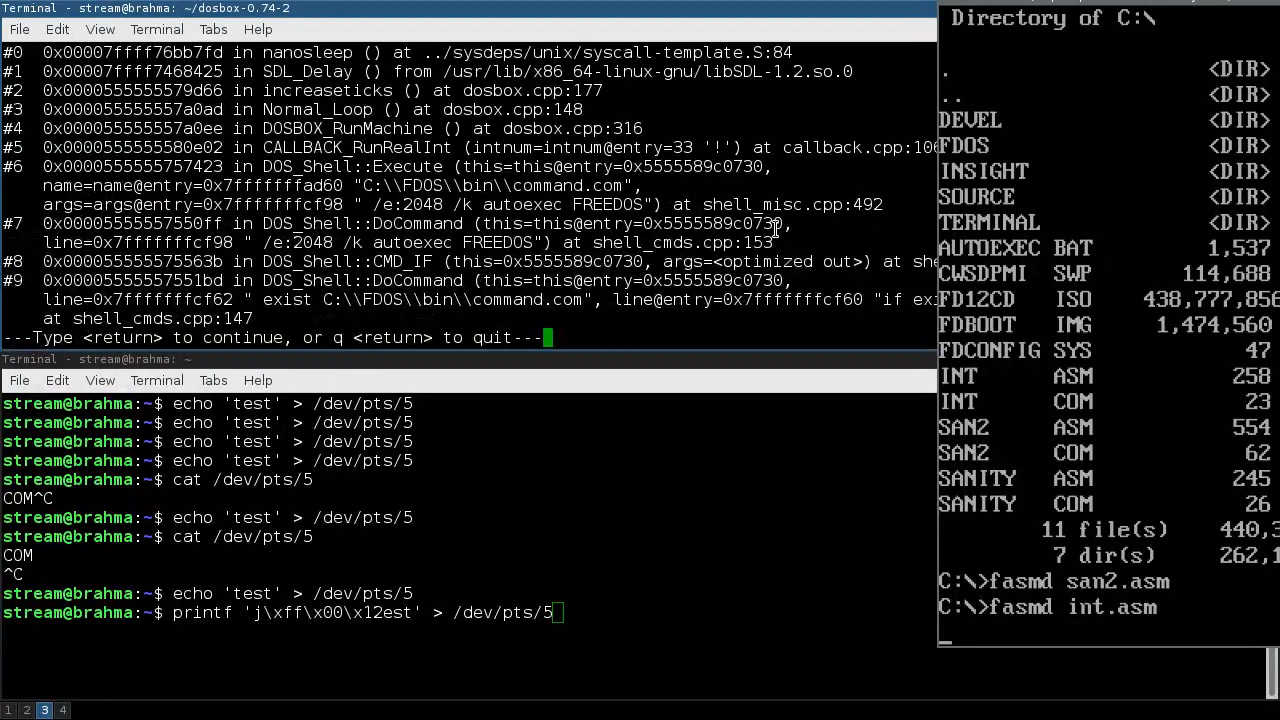 Terminal - stream@brahma: ~/dosbox-0.74-2
File Edit View Terminal Tabs Help
#0 0x00007ffff76bb7fd in nanosleep () at ../sysdeps/unix/syscall-template.S:84
#1 0x00007ffff7468425 in SDL_Delay () from /usr/lib/x86_64-linux-gnu/libSDL-1.2.so.0
#2 0x0000555555579d66 in increaseticks () at dosbox.cpp:177
#3 0x000055555557a0ad in Normal_Loop () at dosbox.cpp:148
#4 0x000055555557a0ee in DOSBOX_RunMachine () at dosbox.cpp:316
#5 0x0000555555580e02 in CALLBACK_RunRealInt (intnum=intnum@entry=33 '!') at callback.cpp:106
#6 0x0000555555757423 in DOS_Shell::Execute (this=this@entry=0x5555589c0730,
name=name@entry=0x7fffffffad60 "C:\\FDOS\\bin\\command.com",
args=args@entry=0x7fffffffcf98 " /e:2048 /k autoexec FREEDOS") at shell_misc.cpp:492
#7 0x00005555557550ff in DOS_Shell::DoCommand (this=this@entry=0x5555589c0730,
line=0x7fffffffcf98 " /e:2048 /k autoexec FREEDOS") at shell_cmds.cpp:153
#8 0x000055555575563b in DOS_Shell::CMD_IF (this=0x5555589c0730, args=<optimized out>) at she
#9 0x00005555557551bd in DOS_Shell::DoCommand (this=this@entry=0x5555589c0730,
line=0x7fffffffcf62 " exist C:\\FDOS\\bin\\command.com", line@entry=0x7fffffffcf60 "if exi
at shell_cmds.cpp:147
---Type <return> to continue, or q <return> to quit---
Terminal - stream@brahma: ~
File Edit View Terminal Tabs Help
stream@brahma:~$ echo 'test' > /dev/pts/5
stream@brahma:~$ echo 'test' > /dev/pts/5
stream@brahma:~$ echo 'test' > /dev/pts/5
stream@brahma:~$ echo 'test' > /dev/pts/5
stream@brahma:~$ cat /dev/pts/5
COM^C
stream@brahma:~$ echo 'test' > /dev/pts/5
stream@brahma:~$ cat /dev/pts/5
COM
^C
stream@brahma:~$ echo 'test' > /dev/pts/5
stream@brahma:~$ printf 'j\xff\x00\x12est' > /dev/pts/5
Directory of C:\
. <DIR>
.. <DIR>
DEVEL <DIR>
FDOS <DIR>
INSIGHT <DIR>
SOURCE <DIR>
TERMINAL <DIR>
AUTOEXEC BAT 1,537
CWSDPMI SWP 114,688
FD12CD ISO 438,777,856
FDBOOT IMG 1,474,560
FDCONFIG SYS 47
INT ASM 258
INT COM 23
SAN2 ASM 554
SAN2 COM 62
SANITY ASM 245
SANITY COM 26
11 file(s) 440,3
7 dir(s) 262,1
C:\>fasmd san2.asm
C:\>fasmd int.asm
1 2 3 4